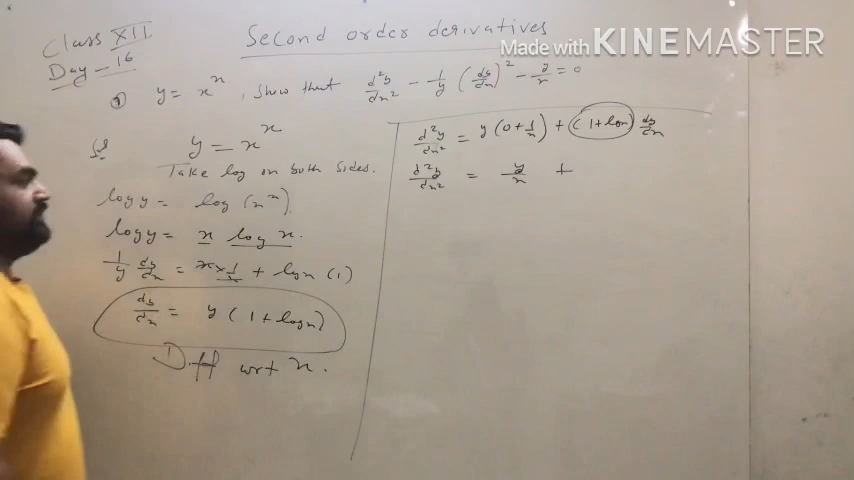 Class XII
Second order derivatives
Made with KINEMASTER
Day - 16
① y = x^x, show that d²y/dx² - 1/y (dy/dx)² - y/x = 0
Sol
y = x^x
Take log on both sides.
log y = log (x^x).
log y = x log x.
1/y dy/dx = x × 1/x + log x (1)
dy/dx = y (1 + log x)
Diff wrt x.
d²y/dx² = y (0 + 1/x) + (1 + log x) dy/dx
d²y/dx² = y/x +